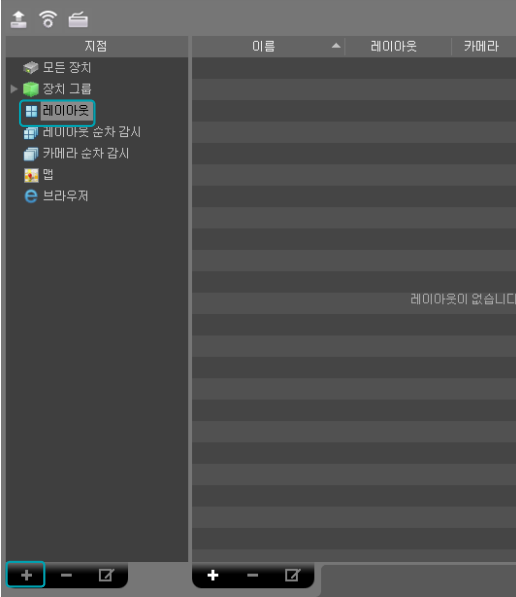 지점
이름 레이아웃 카메라
모든 장치
장치 그룹
레이아웃
레이아웃 순차 감시
카메라 순차 감시
맵
브라우저
레이아웃이 없습니다